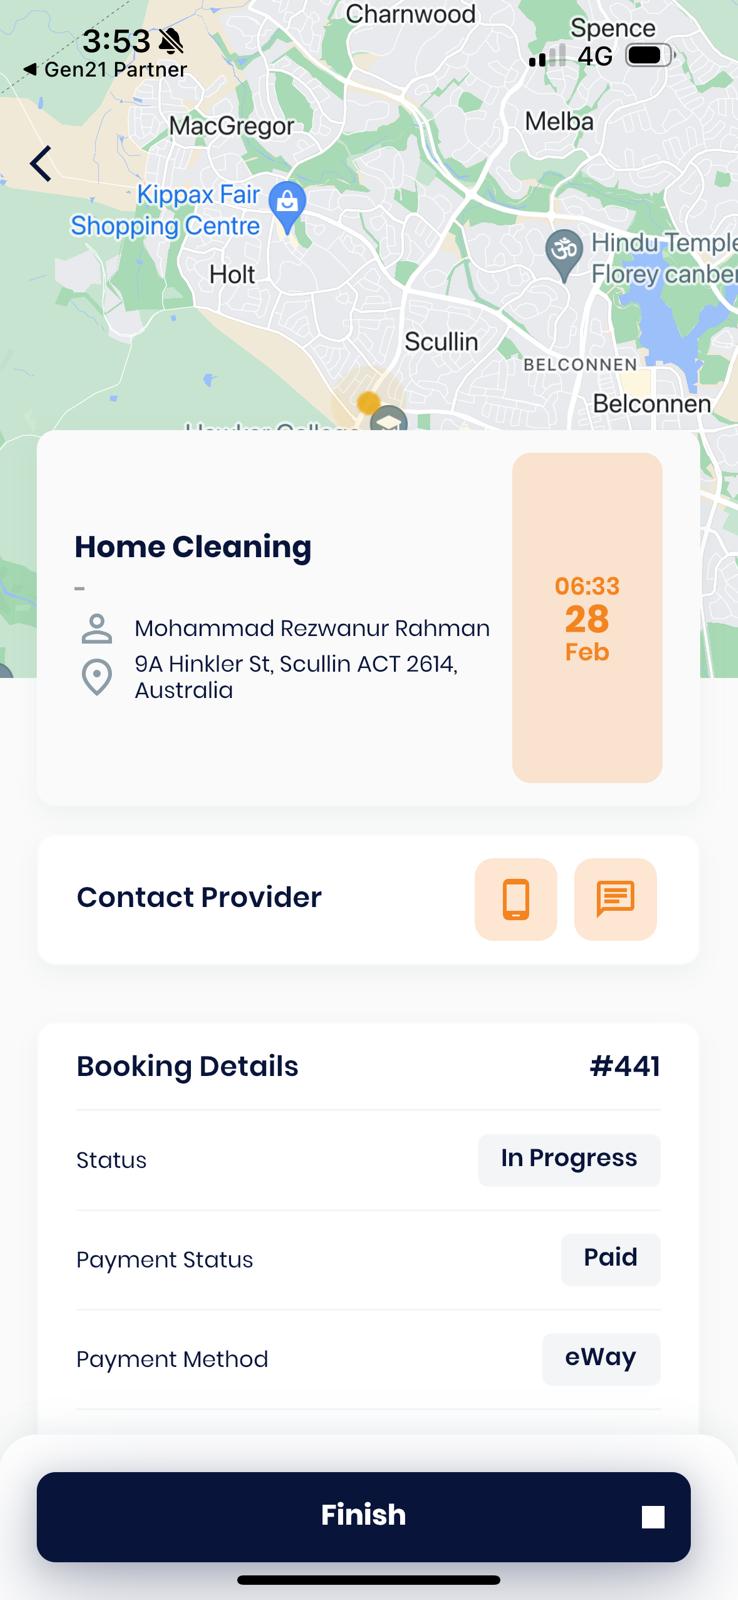 Charnwood
Spence
3:53
4G
Gen21 Partner
MacGregor
Melba
Kippax Fair
Shopping Centre
Hindu Temple
Florey canber
Holt
Scullin
BELCONNEN
Belconnen
Hawker College
Home Cleaning
-
Mohammad Rezwanur Rahman
9A Hinkler St, Scullin ACT 2614,
Australia
06:33
28
Feb
Contact Provider
Booking Details #441
Status In Progress
Payment Status Paid
Payment Method eWay
Finish